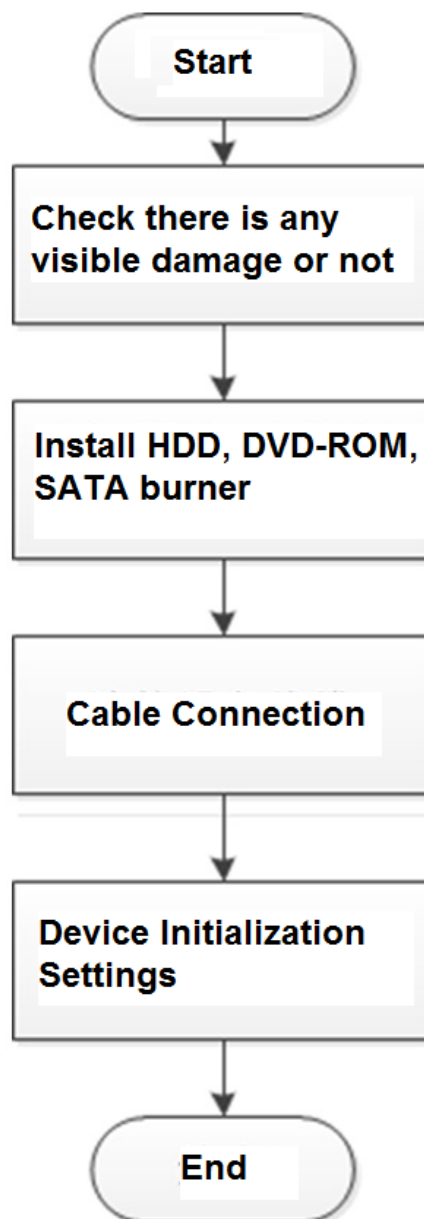 Start
Check there is any
visible damage or not
Install HDD, DVD-ROM,
SATA burner
Cable Connection
Device Initialization
Settings
End